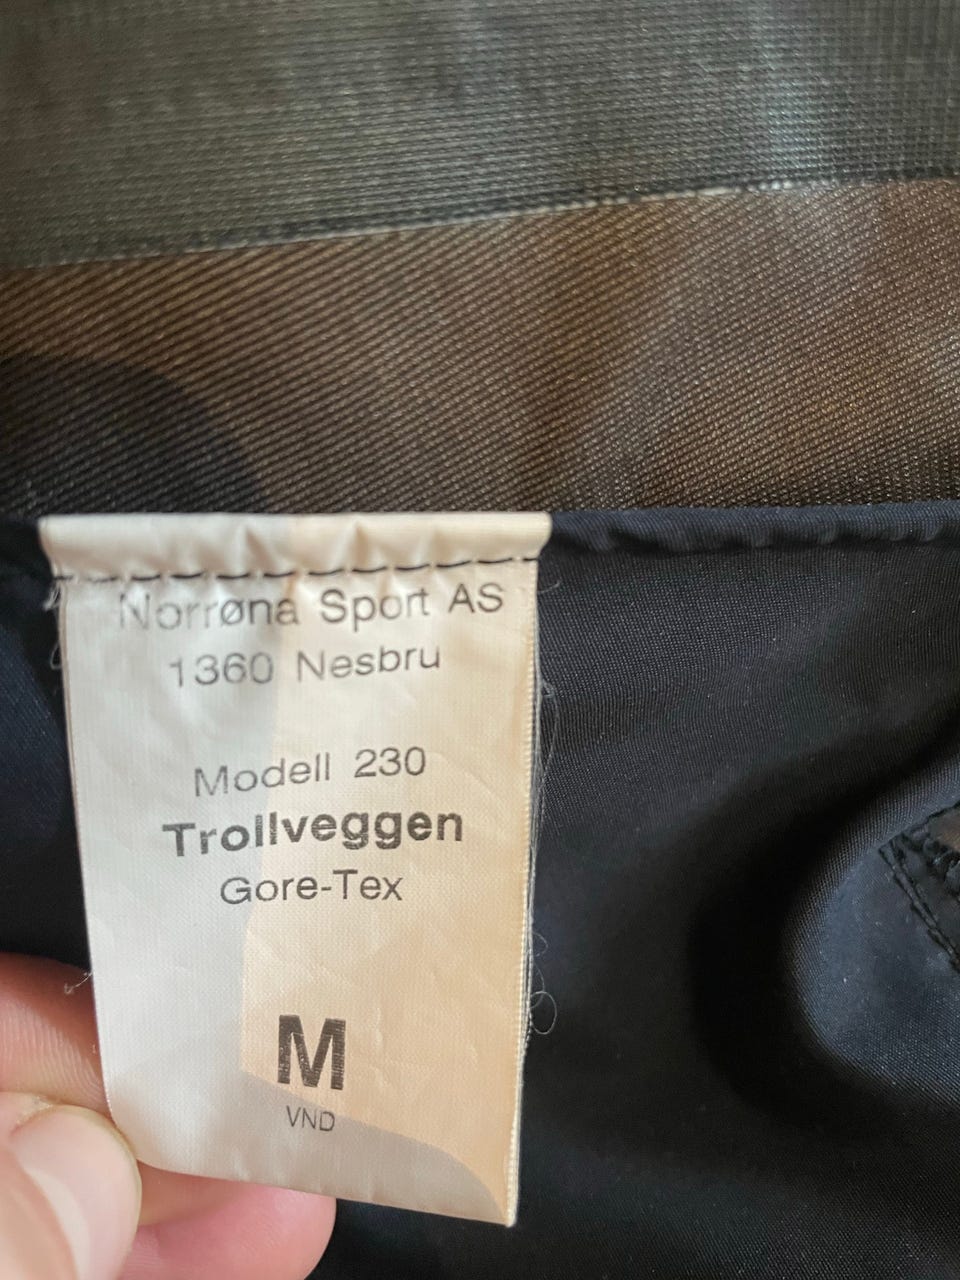 Norrøna Sport AS
1360 Nesbru
Modell 230
Trollveggen
Gore-Tex
M
VND